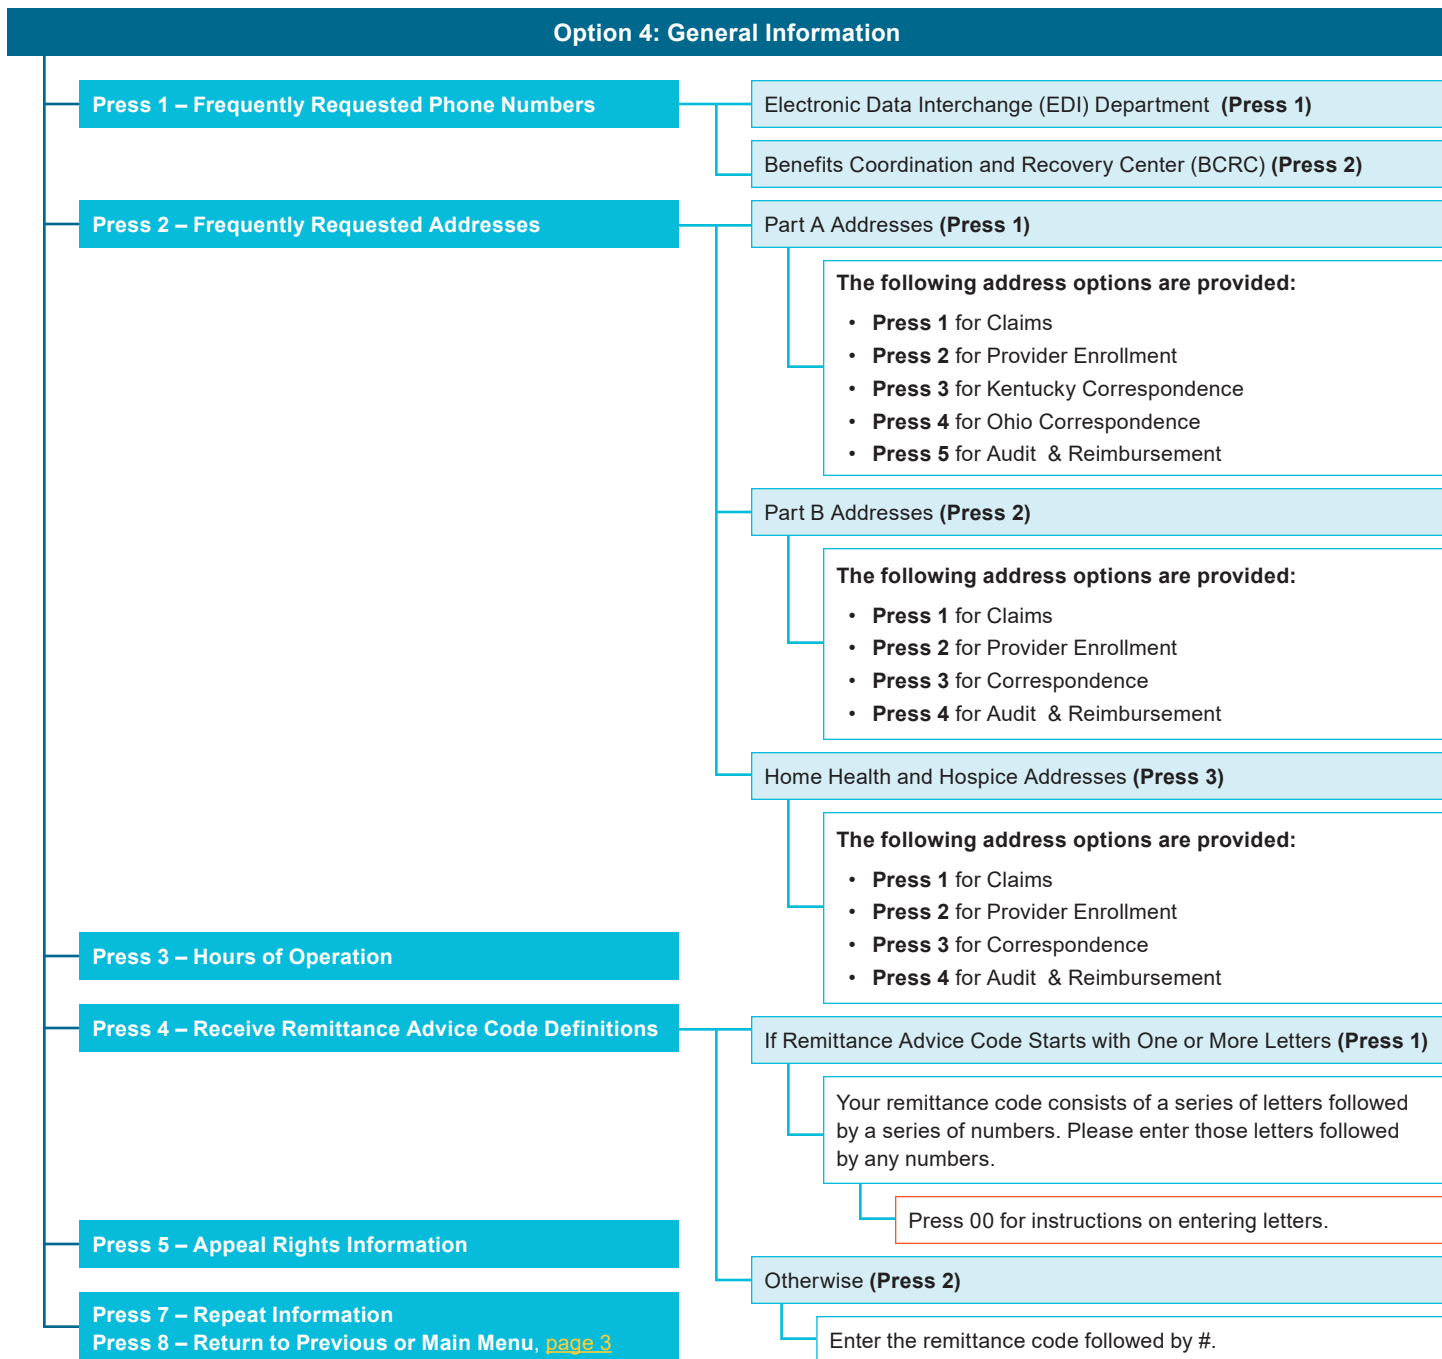 Option 4: General Information
Press 1 – Frequently Requested Phone Numbers
Electronic Data Interchange (EDI) Department (Press 1)
Benefits Coordination and Recovery Center (BCRC) (Press 2)
Press 2 – Frequently Requested Addresses
Part A Addresses (Press 1)
The following address options are provided:
• Press 1 for Claims
• Press 2 for Provider Enrollment
• Press 3 for Kentucky Correspondence
• Press 4 for Ohio Correspondence
• Press 5 for Audit & Reimbursement
Part B Addresses (Press 2)
The following address options are provided:
• Press 1 for Claims
• Press 2 for Provider Enrollment
• Press 3 for Correspondence
• Press 4 for Audit & Reimbursement
Home Health and Hospice Addresses (Press 3)
The following address options are provided:
• Press 1 for Claims
• Press 2 for Provider Enrollment
• Press 3 for Correspondence
• Press 4 for Audit & Reimbursement
Press 3 – Hours of Operation
Press 4 – Receive Remittance Advice Code Definitions
If Remittance Advice Code Starts with One or More Letters (Press 1)
Your remittance code consists of a series of letters followed
by a series of numbers. Please enter those letters followed
by any numbers.
Press 00 for instructions on entering letters.
Otherwise (Press 2)
Enter the remittance code followed by #.
Press 5 – Appeal Rights Information
Press 7 – Repeat Information
Press 8 – Return to Previous or Main Menu, page 3